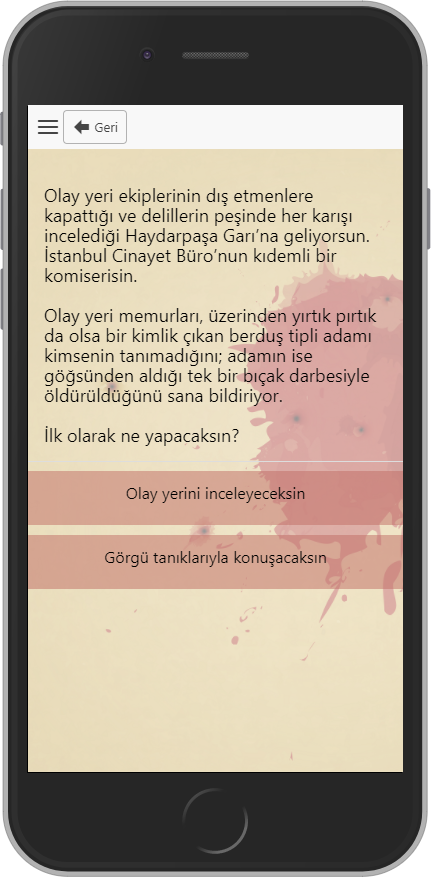 Geri
Olay yeri ekiplerinin dış etmenlere
kapattığı ve delillerin peşinde her karışı
incelediği Haydarpaşa Garı’na geliyorsun.
İstanbul Cinayet Büro’nun kıdemli bir
komiserisin.
Olay yeri memurları, üzerinden yırtık pırtık
da olsa bir kimlik çıkan berduş tipli adamı
kimsenin tanımadığını; adamın ise
göğsünden aldığı tek bir bıçak darbesiyle
öldürüldüğünü sana bildiriyor.
İlk olarak ne yapacaksın?
Olay yerini inceleyeceksin
Görgü tanıklarıyla konuşacaksın